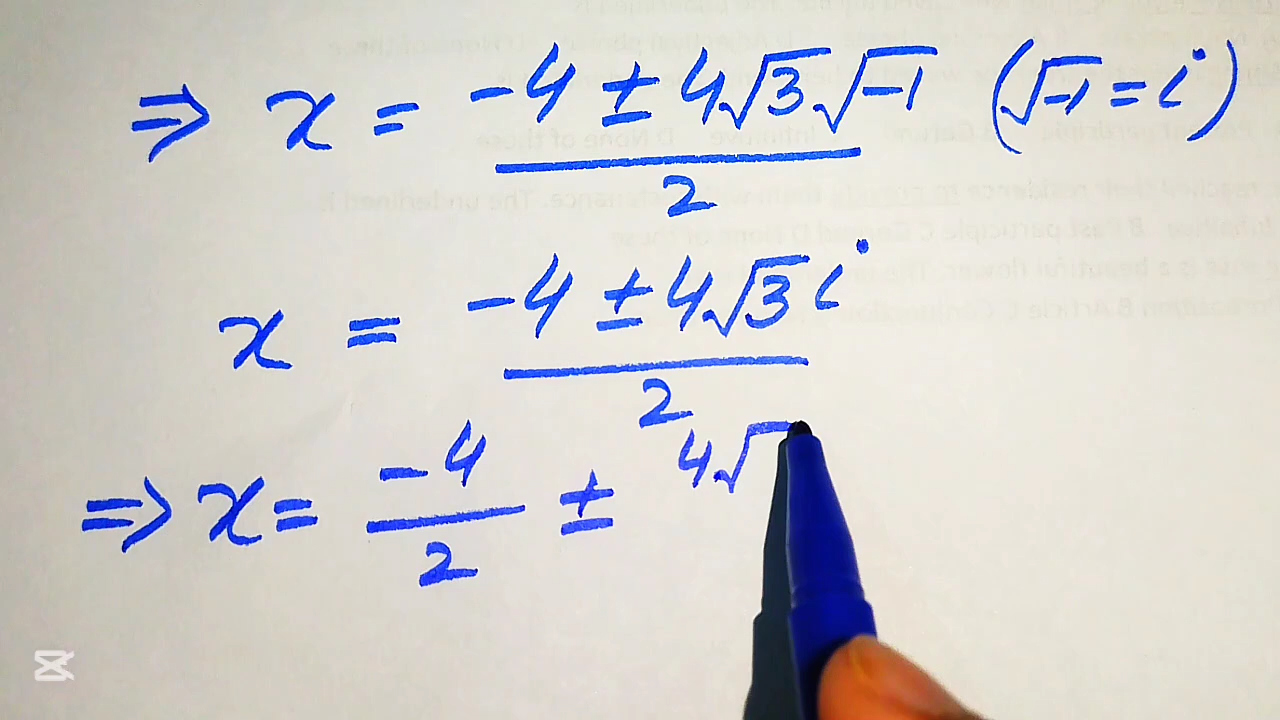 ⇒ x = (-4 ± 4√3√-1)/2 (√-1 = i)
x = (-4 ± 4√3 i)/2
⇒ x = -4/2 ± 4√